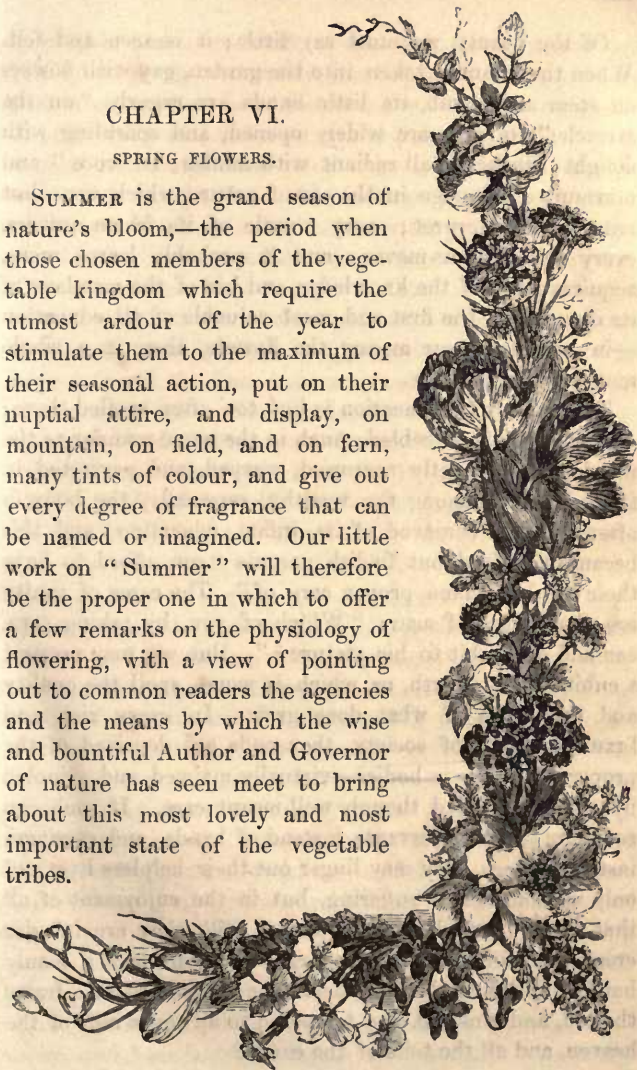 CHAPTER VI.
SPRING FLOWERS.
SUMMER is the grand season of
nature's bloom,—the period when
those chosen members of the vege-
table kingdom which require the
utmost ardour of the year to
stimulate them to the maximum of
their seasonal action, put on their
nuptial attire, and display, on
mountain, on field, and on fern,
many tints of colour, and give out
every degree of fragrance that can
be named or imagined. Our little
work on "Summer" will therefore
be the proper one in which to offer
a few remarks on the physiology of
flowering, with a view of pointing
out to common readers the agencies
and the means by which the wise
and bountiful Author and Governor
of nature has seen meet to bring
about this most lovely and most
important state of the vegetable
tribes.